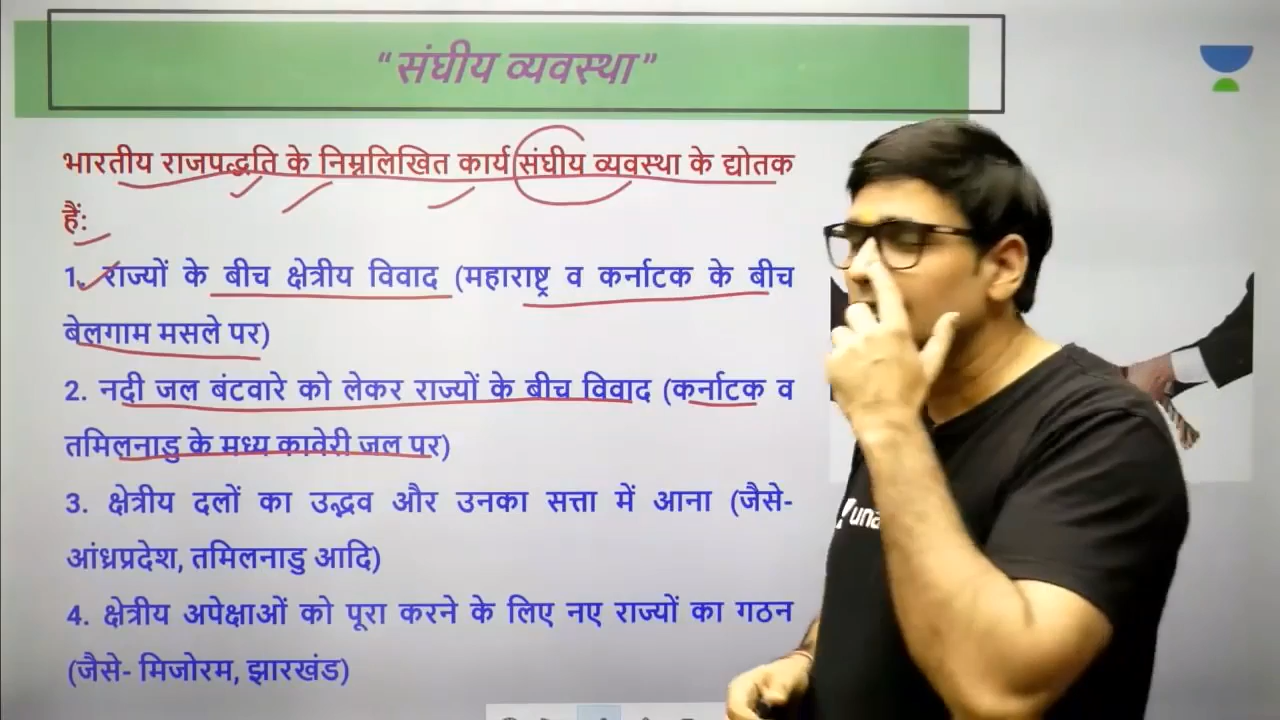 “संघीय व्यवस्था”
भारतीय राजपद्धति के निम्नलिखित कार्य संघीय व्यवस्था के द्योतक
हैं:
1. राज्यों के बीच क्षेत्रीय विवाद (महाराष्ट्र व कर्नाटक के बीच
बेलगाम मसले पर)
2. नदी जल बंटवारे को लेकर राज्यों के बीच विवाद (कर्नाटक व
तमिलनाडु के मध्य कावेरी जल पर)
3. क्षेत्रीय दलों का उद्भव और उनका सत्ता में आना (जैसे-
आंध्रप्रदेश, तमिलनाडु आदि)
4. क्षेत्रीय अपेक्षाओं को पूरा करने के लिए नए राज्यों का गठन
(जैसे- मिजोरम, झारखंड)